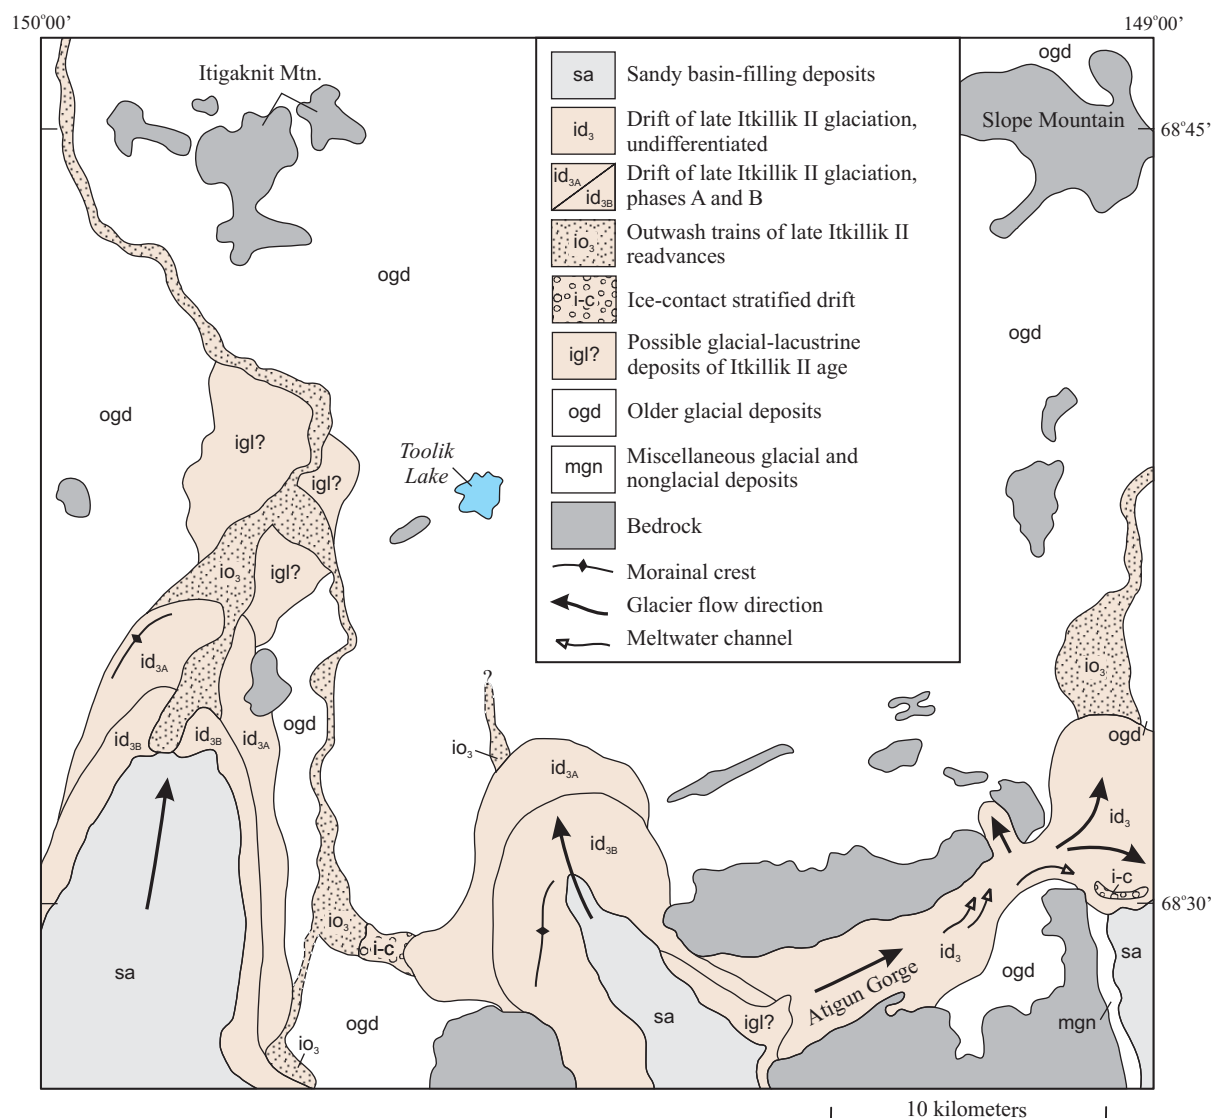 150°00’
149°00’
Itigaknit Mtn.
ogd
Slope Mountain
68°45’
sa Sandy basin-filling deposits
id₃ Drift of late Itkillik II glaciation,
undifferentiated
id₃A id₃B Drift of late Itkillik II glaciation,
phases A and B
io₃ Outwash trains of late Itkillik II
readvances
i-c Ice-contact stratified drift
igl? Possible glacial-lacustrine
deposits of Itkillik II age
ogd Older glacial deposits
mgn Miscellaneous glacial and
nonglacial deposits
Bedrock
Morainal crest
Glacier flow direction
Meltwater channel
ogd
ogd
ogd
igl?
Toolik
Lake
igl?
io₃
igl?
id₃A
io₃
?
ogd
id₃B
id₃B
id₃A
io₃
ogd
id₃A
id₃
id₃B
i-c
68°30’
io₃
i-c
id₃
sa
sa
ogd
Atigun Gorge
ogd
sa
igl?
mgn
io₃
10 kilometers